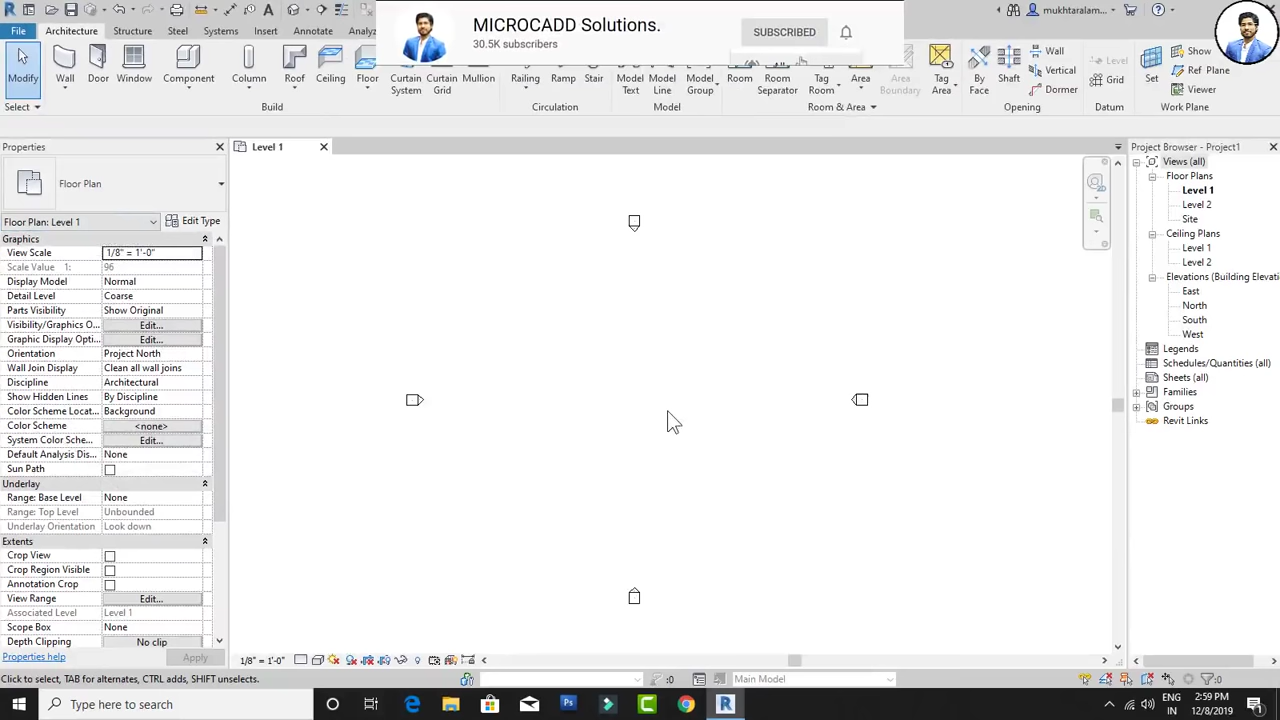 MICROCADD Solutions.
30.5K subscribers
SUBSCRIBED
mukhtaralam...
File Architecture Structure Steel Systems Insert Annotate Analyz
Modify Wall Door Window Component Column Roof Ceiling Floor Curtain System Curtain Grid Mullion Railing Ramp Stair Model Text Model Line Model Group Room Room Separator Tag Room Area Area Boundary Tag Area By Face Shaft Wall Vertical Dormer Level Grid Set Show Ref Plane Viewer
Select Build Circulation Model Room & Area Opening Datum Work Plane
Properties
Level 1
Project Browser - Project1
Floor Plan
Floor Plan: Level 1 Edit Type
Graphics
View Scale 1/8" = 1'-0"
Scale Value 1: 96
Display Model Normal
Detail Level Coarse
Parts Visibility Show Original
Visibility/Graphics O... Edit...
Graphic Display Opti... Edit...
Orientation Project North
Wall Join Display Clean all wall joins
Discipline Architectural
Show Hidden Lines By Discipline
Color Scheme Locat... Background
Color Scheme <none>
System Color Sche... Edit...
Default Analysis Dis... None
Sun Path
Underlay
Range: Base Level None
Range: Top Level Unbounded
Underlay Orientation Look down
Extents
Crop View
Crop Region Visible
Annotation Crop
View Range Edit...
Associated Level Level 1
Scope Box None
Depth Clipping No clip
Properties help Apply
Views (all)
Floor Plans
Level 1
Level 2
Site
Ceiling Plans
Level 1
Level 2
Elevations (Building Elevati
East
North
South
West
Legends
Schedules/Quantities (all)
Sheets (all)
Families
Groups
Revit Links
1/8" = 1'-0"
Click to select, TAB for alternates, CTRL adds, SHIFT unselects.
:0
Main Model
:0
Type here to search
ENG
IN
2:59 PM
12/8/2019